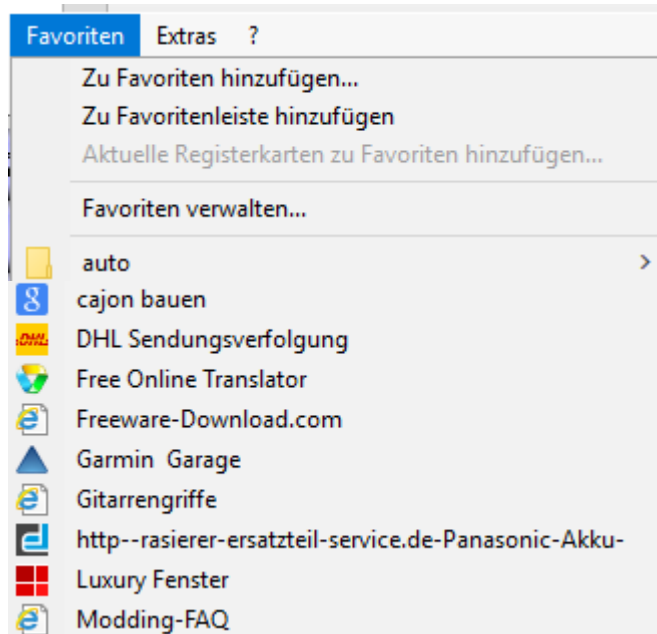 Favoriten Extras ?
Zu Favoriten hinzufügen...
Zu Favoritenleiste hinzufügen
Aktuelle Registerkarten zu Favoriten hinzufügen...
Favoriten verwalten...
auto
cajon bauen
DHL Sendungsverfolgung
Free Online Translator
Freeware-Download.com
Garmin Garage
Gitarrengriffe
http--rasierer-ersatzteil-service.de-Panasonic-Akku-
Luxury Fenster
Modding-FAQ